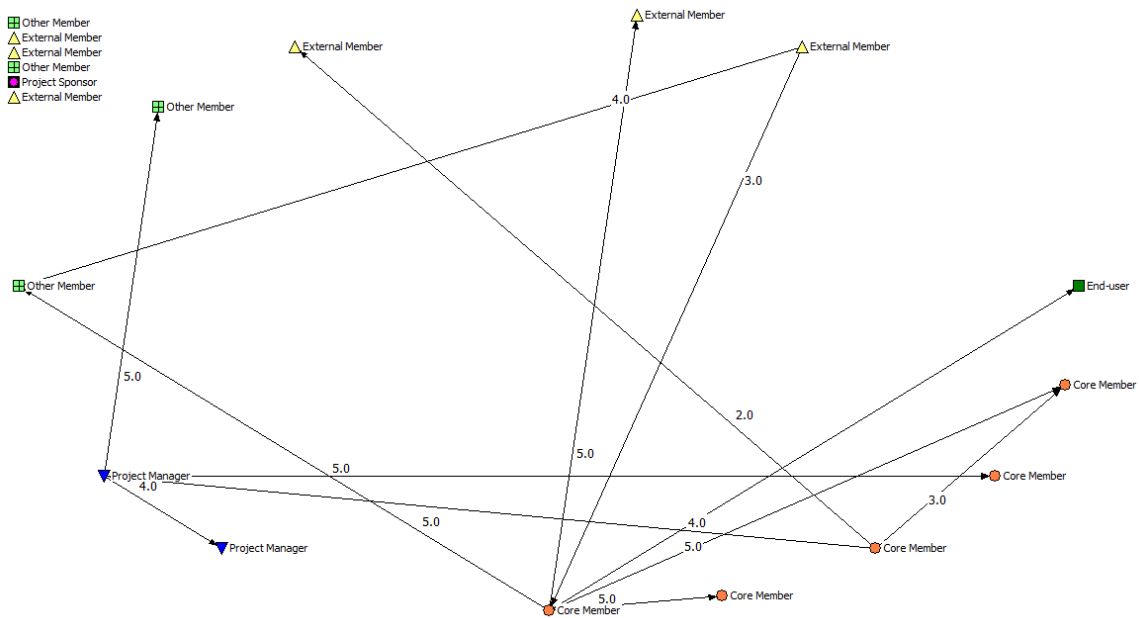 Other Member
External Member
External Member
Other Member
Project Sponsor
External Member
External Member
External Member
External Member
Other Member
4.0
3.0
Other Member
End-user
5.0
Core Member
2.0
5.0
Project Manager
5.0
Core Member
4.0
3.0
5.0
4.0
5.0
Project Manager
Core Member
5.0
Core Member
Core Member